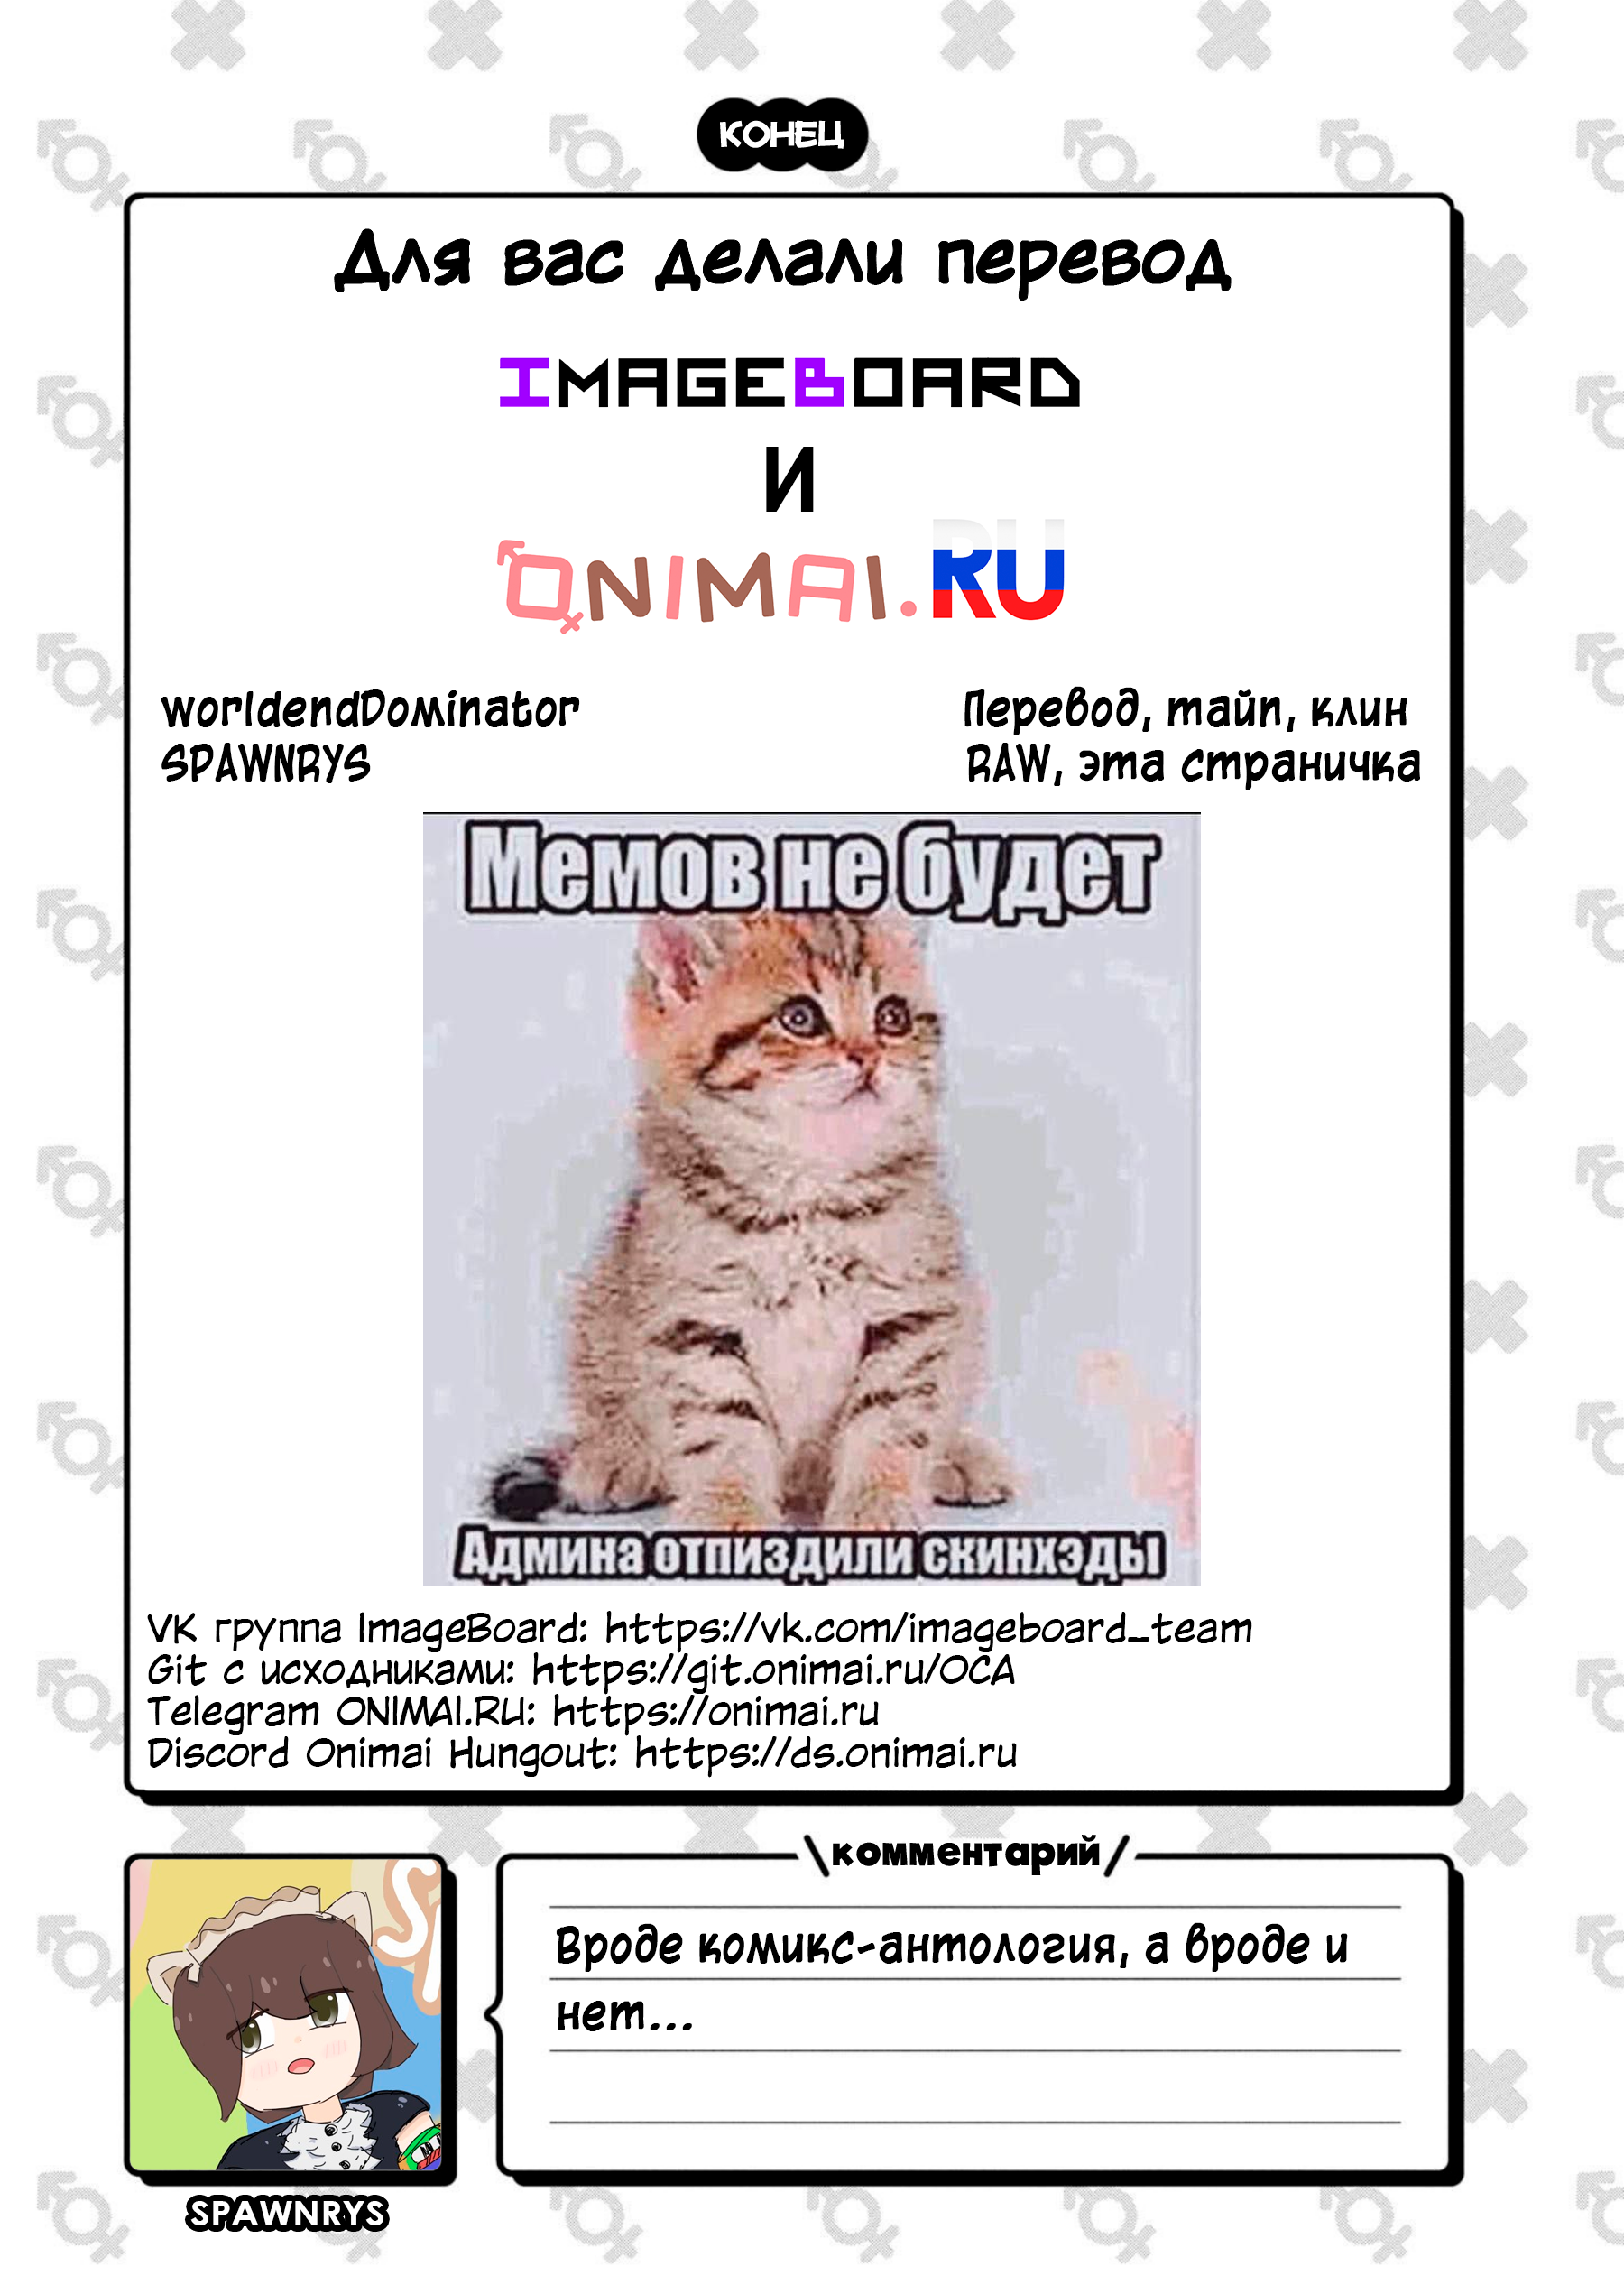 КОНЕЦ
Для вас делали перевод
IMAGEBOARD
И
ONIMAI.RU
worldendDominator
Перевод, тайп, клин
SPAWNRYS
RAW, эта страничка
Мемов не будет
Админа отпиздили скинхэды
VK группа ImageBoard: https://vk.com/imageboard_team
Git с исходниками: https://git.onimai.ru/OCA
Telegram ONIMAI.RU: https://onimai.ru
Discord Onimai Hungout: https://ds.onimai.ru
\комментарий/
Вроде комикс-антология, а вроде и
нет...
SPAWNRYS